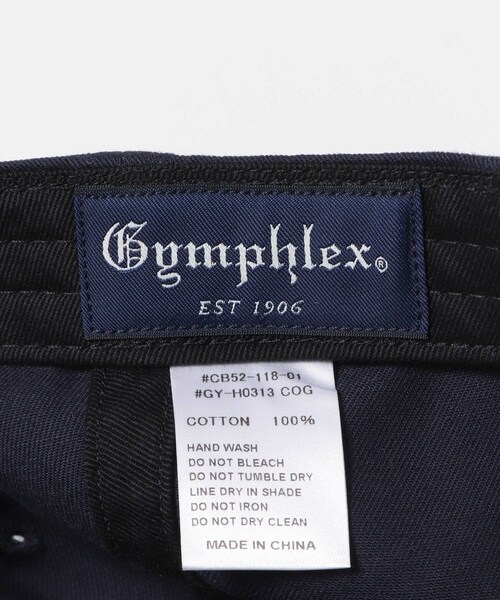 Gymphlex®
EST 1906
#CB52-118-01
#GY-H0313 COG
COTTON 100%
HAND WASH
DO NOT BLEACH
DO NOT TUMBLE DRY
LINE DRY IN SHADE
DO NOT IRON
DO NOT DRY CLEAN
MADE IN CHINA